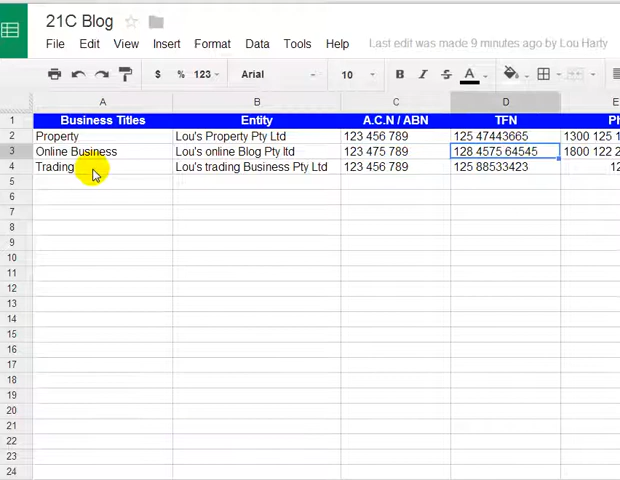 21C Blog
File Edit View Insert Format Data Tools Help Last edit was made 9 minutes ago by Lou Harty
$ % 123 Arial 10 B I S A
A B C D
1 Business Titles Entity A.C.N / ABN TFN Ph
2 Property Lou's Property Pty Ltd 123 456 789 125 47443665 1300 125 1
3 Online Business Lou's online Blog Pty ltd 123 475 789 128 4575 64545 1800 122 2
4 Trading Lou's trading Business Pty Ltd 123 456 789 125 88533423 12
5
6
7
8
9
10
11
12
13
14
15
16
17
18
19
20
21
22
23
24